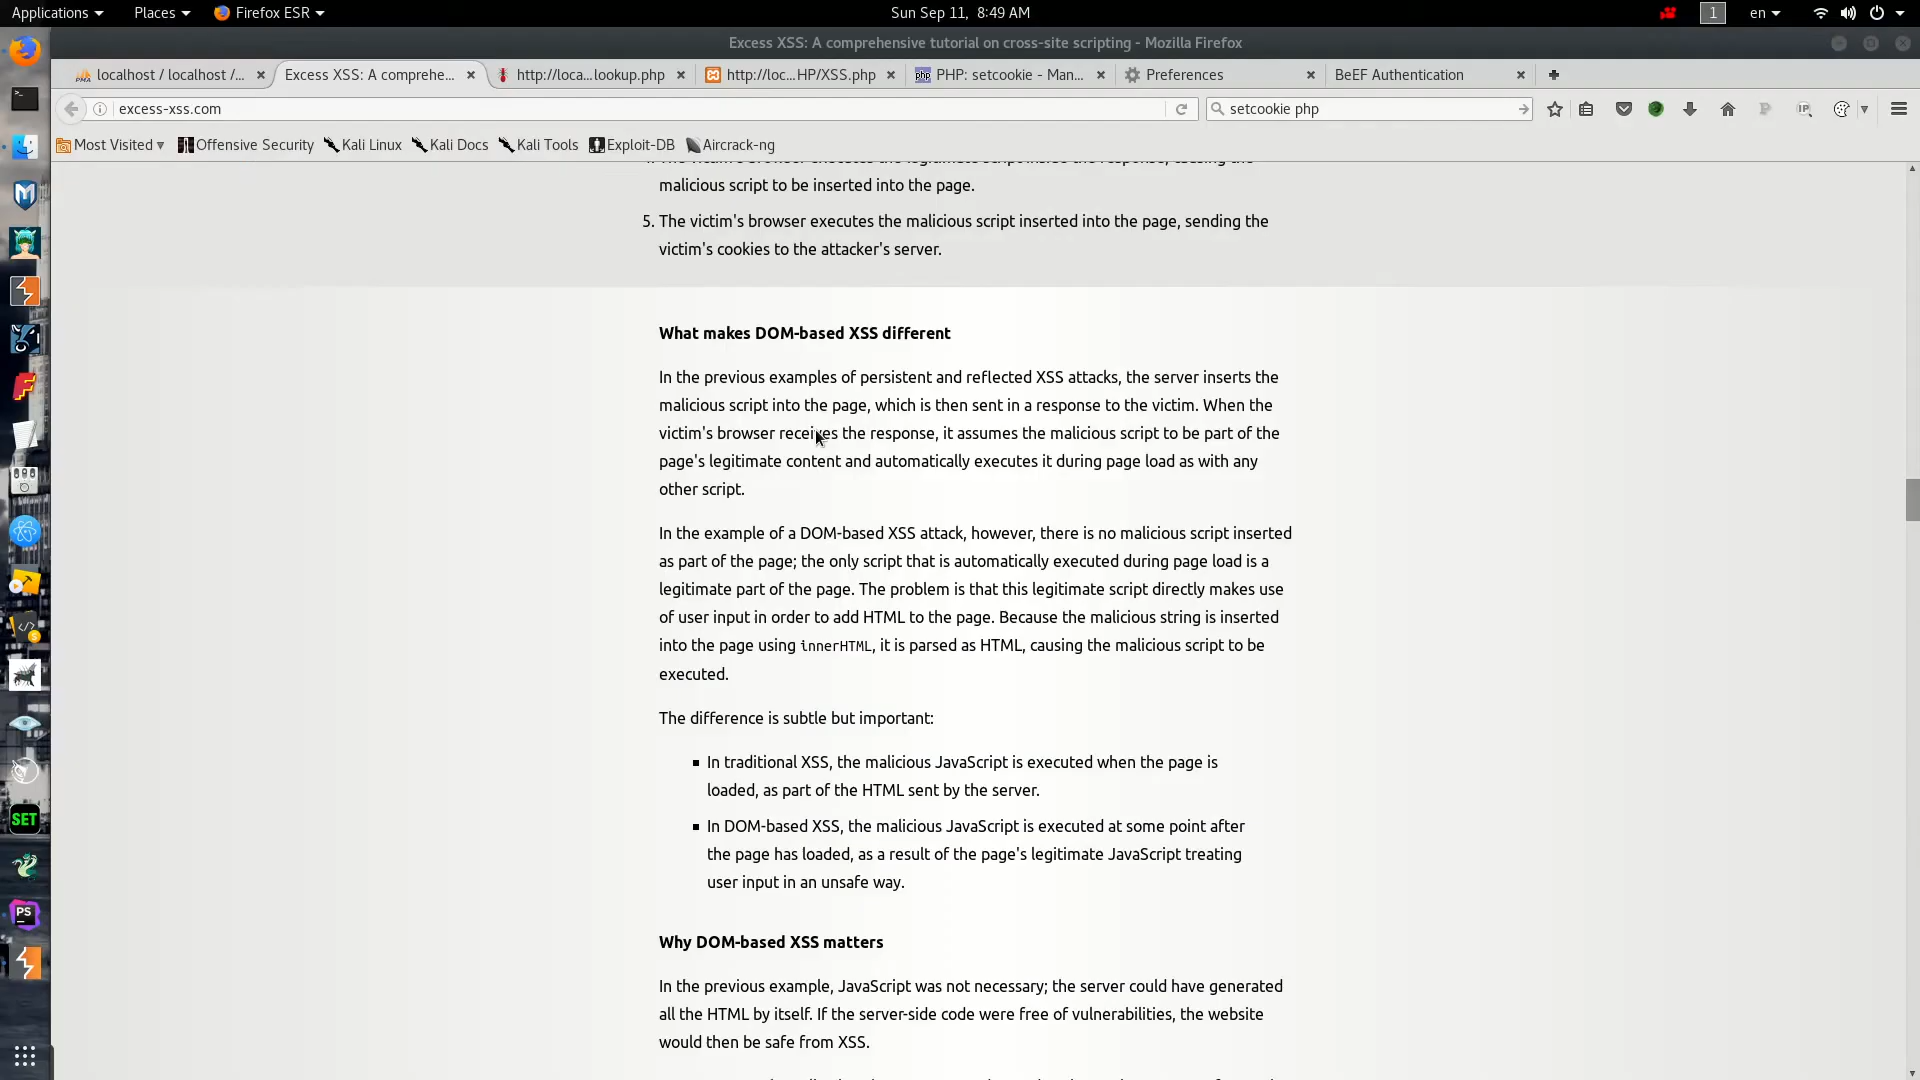 Applications
Places
Firefox ESR
Sun Sep 11, 8:49 AM
1
en
Excess XSS: A comprehensive tutorial on cross-site scripting - Mozilla Firefox
localhost / localhost /...
Excess XSS: A comprehe...
http://loca...lookup.php
http://loc...HP/XSS.php
PHP: setcookie - Man...
Preferences
BeEF Authentication
excess-xss.com
setcookie php
Most Visited
Offensive Security
Kali Linux
Kali Docs
Kali Tools
Exploit-DB
Aircrack-ng
malicious script to be inserted into the page.
5. The victim's browser executes the malicious script inserted into the page, sending the
victim's cookies to the attacker's server.
What makes DOM-based XSS different
In the previous examples of persistent and reflected XSS attacks, the server inserts the
malicious script into the page, which is then sent in a response to the victim. When the
victim's browser receives the response, it assumes the malicious script to be part of the
page's legitimate content and automatically executes it during page load as with any
other script.
In the example of a DOM-based XSS attack, however, there is no malicious script inserted
as part of the page; the only script that is automatically executed during page load is a
legitimate part of the page. The problem is that this legitimate script directly makes use
of user input in order to add HTML to the page. Because the malicious string is inserted
into the page using innerHTML, it is parsed as HTML, causing the malicious script to be
executed.
The difference is subtle but important:
In traditional XSS, the malicious JavaScript is executed when the page is
loaded, as part of the HTML sent by the server.
In DOM-based XSS, the malicious JavaScript is executed at some point after
the page has loaded, as a result of the page's legitimate JavaScript treating
user input in an unsafe way.
Why DOM-based XSS matters
In the previous example, JavaScript was not necessary; the server could have generated
all the HTML by itself. If the server-side code were free of vulnerabilities, the website
would then be safe from XSS.
SET
PS